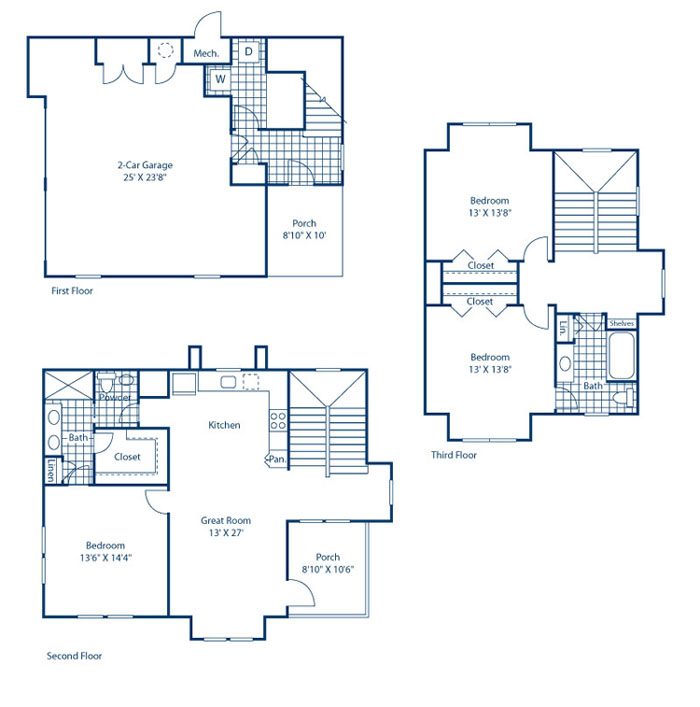 Mech.
D
W
2-Car Garage
25' X 23'8"
Porch
8'10" X 10'
First Floor
Bedroom
13' X 13'8"
Closet
Closet
Lin.
Shelves
Bedroom
13' X 13'8"
Bath
Third Floor
Powder
Kitchen
Bath
Closet
Pan.
Linen
Great Room
13' X 27'
Bedroom
13'6" X 14'4"
Porch
8'10" X 10'6"
Second Floor